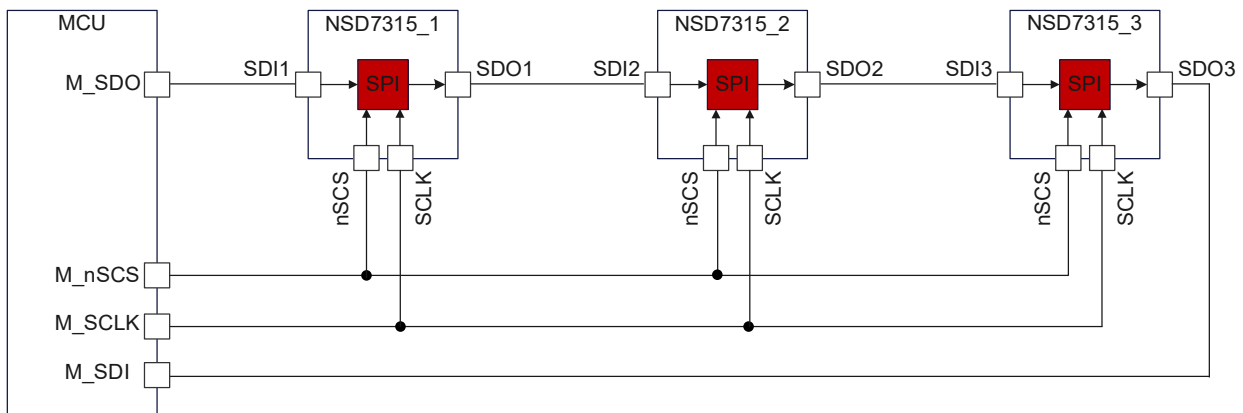 MCU
NSD7315_1
NSD7315_2
NSD7315_3
M_SDO
SDI1
SPI
SDO1
SDI2
SPI
SDO2
SDI3
SPI
SDO3
nSCS
SCLK
nSCS
SCLK
nSCS
SCLK
M_nSCS
M_SCLK
M_SDI